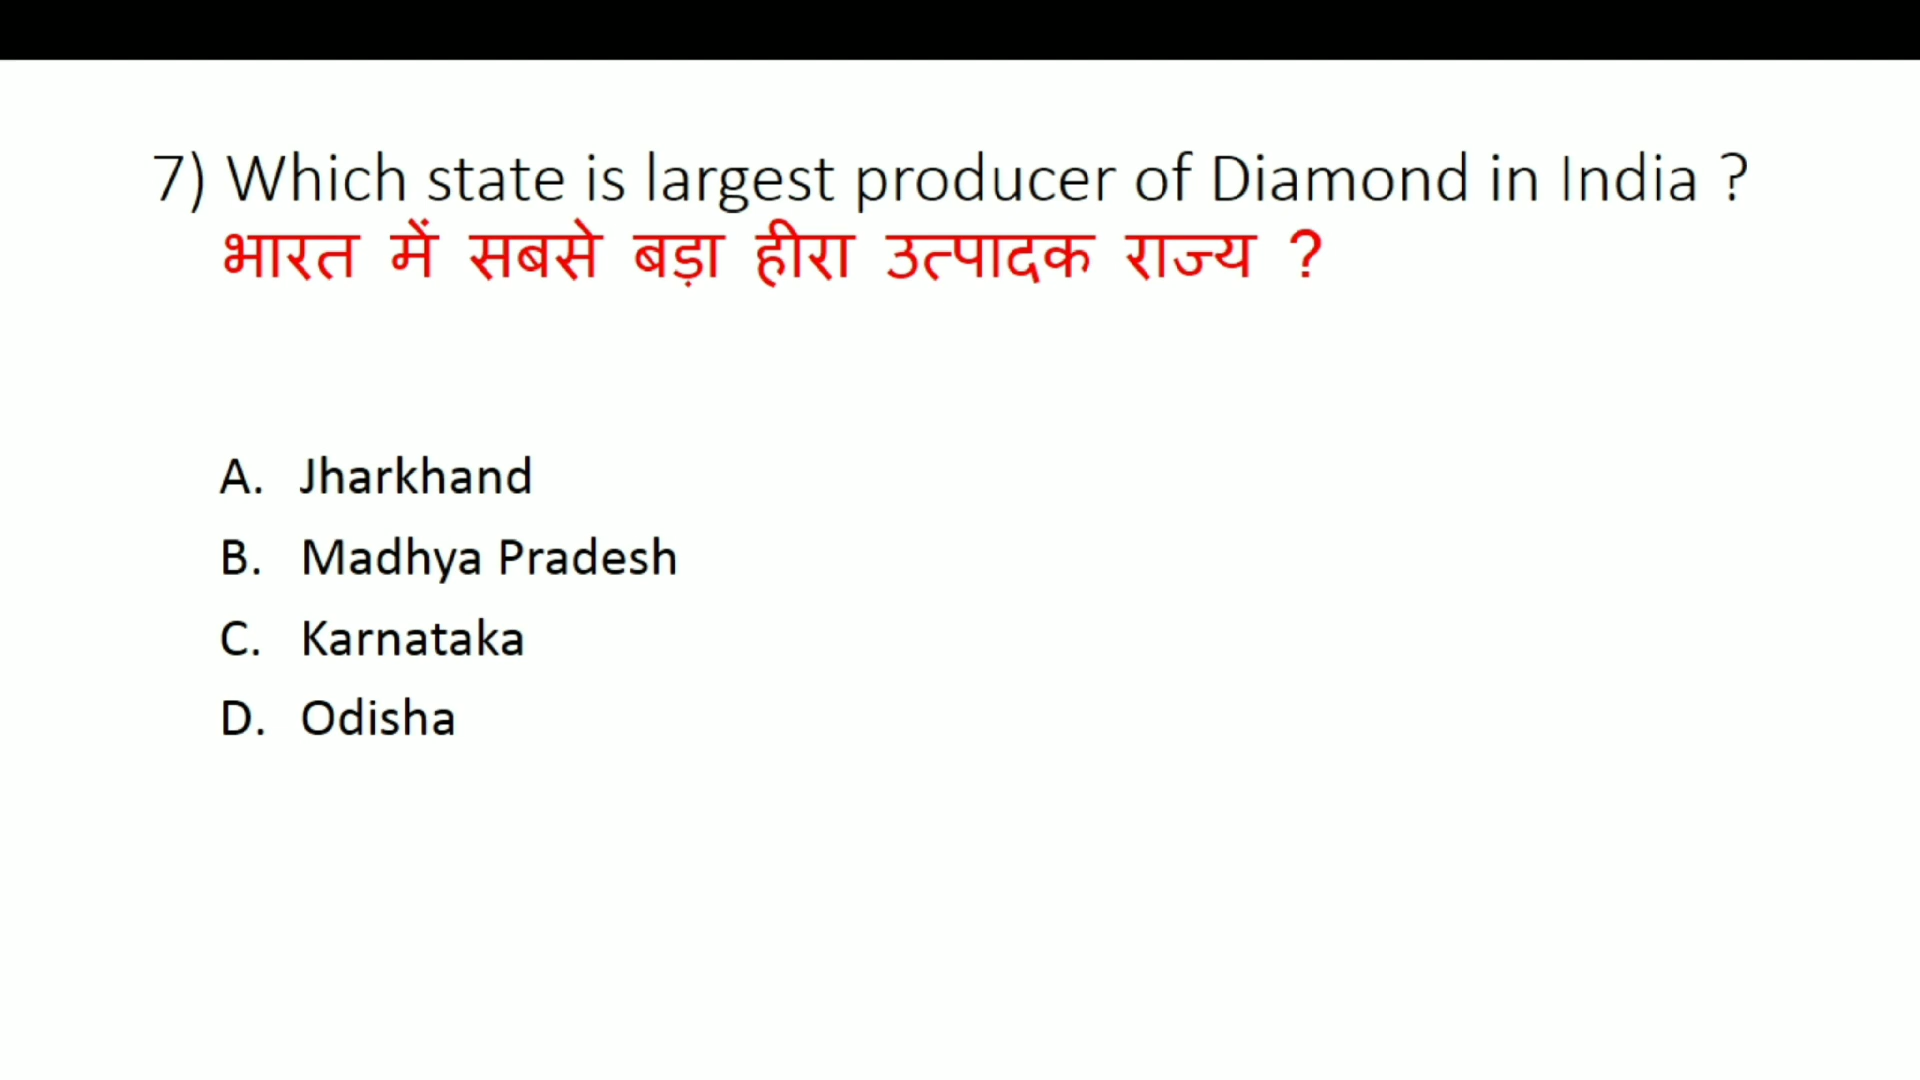 7) Which state is largest producer of Diamond in India ?
भारत में सबसे बड़ा हीरा उत्पादक राज्य ?
A. Jharkhand
B. Madhya Pradesh
C. Karnataka
D. Odisha